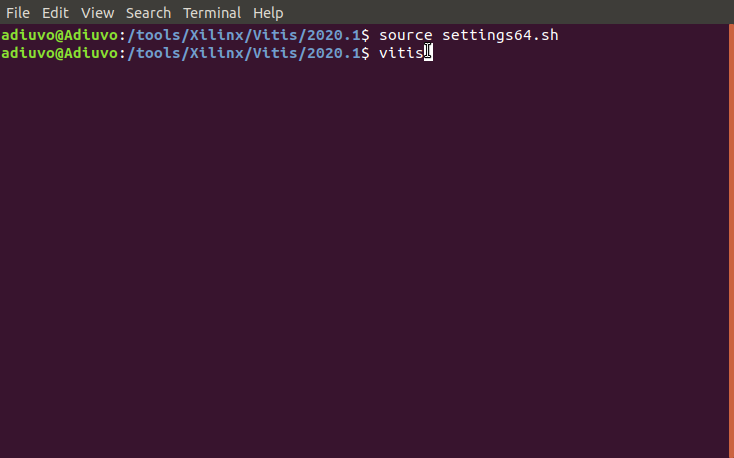 File Edit View Search Terminal Help
adiuvo@Adiuvo:/tools/Xilinx/Vitis/2020.1$ source settings64.sh
adiuvo@Adiuvo:/tools/Xilinx/Vitis/2020.1$ vitis